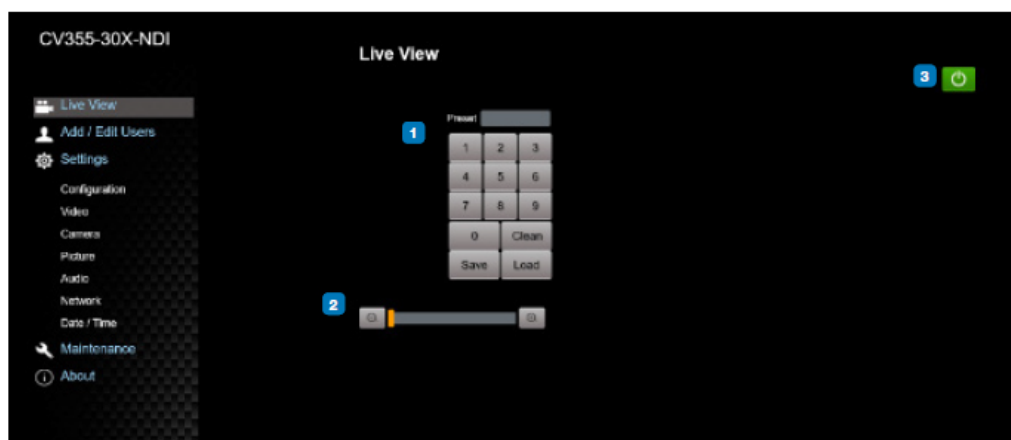 CV355-30X-NDI
Live View
3
Live View
Add / Edit Users
Settings
Configuration
Video
Camera
Picture
Audio
Network
Date / Time
Maintenance
About
1
Preset
1 2 3
4 5 6
7 8 9
0 Clean
Save Load
2